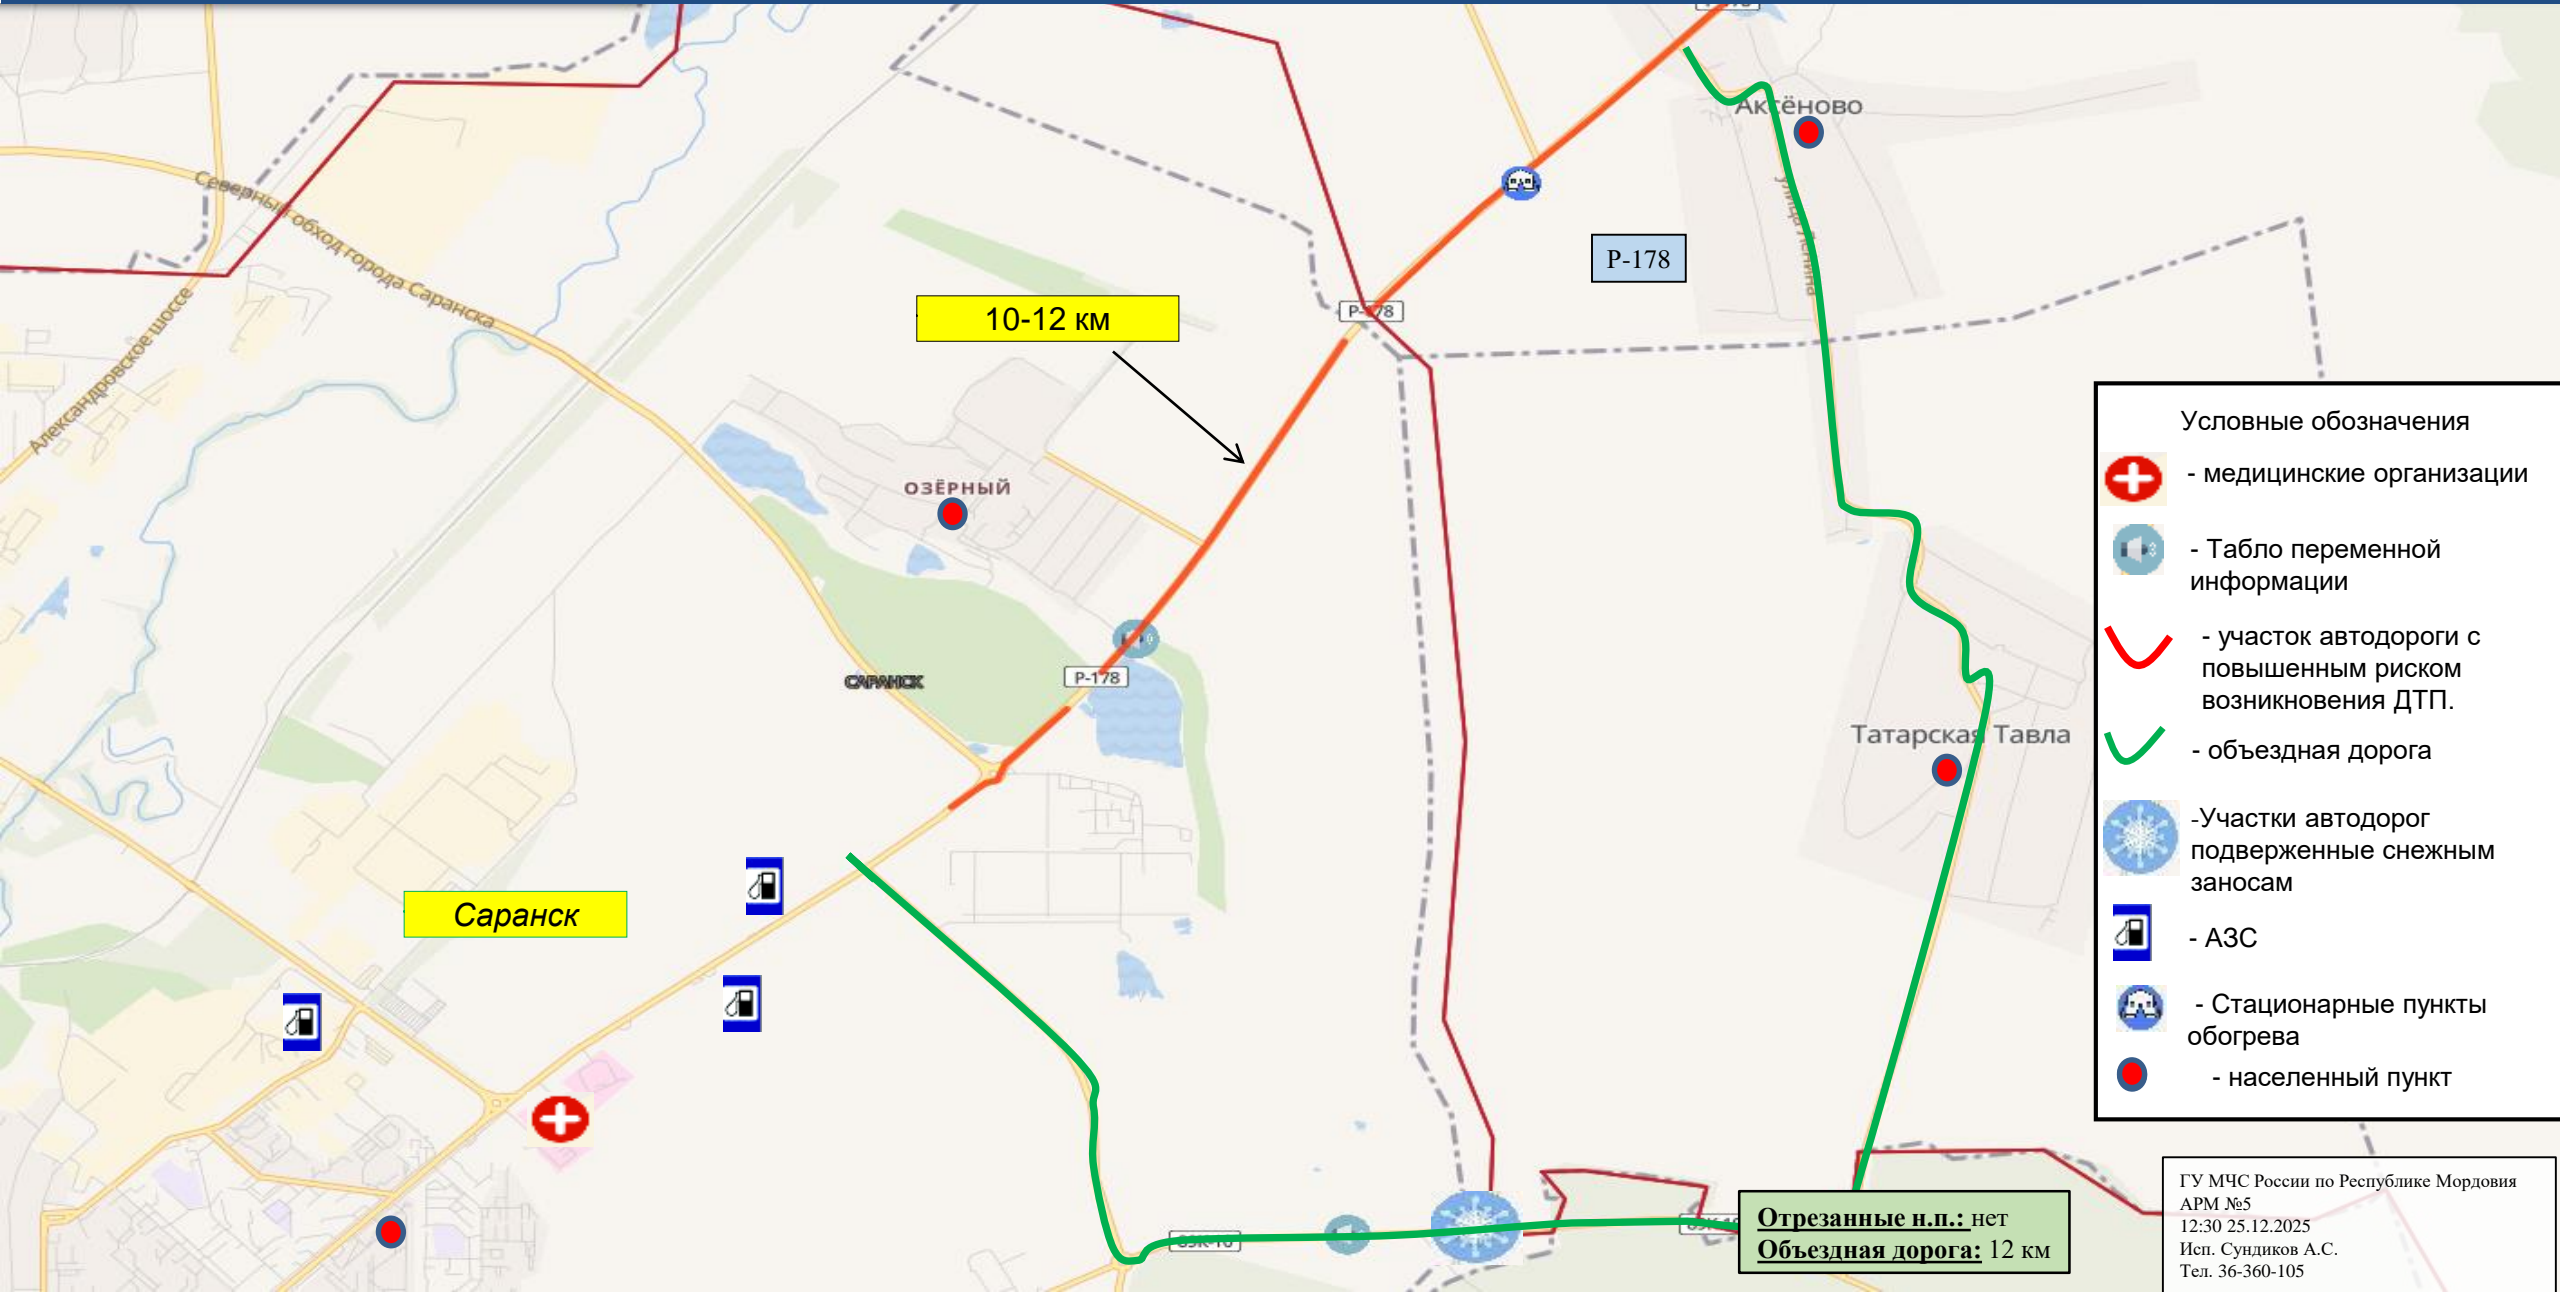 Р-178
Аксёново
Северный обход города Саранска
улица Ленина
Р-178
10-12 км
Р-178
Александровское шоссе
ОЗЁРНЫЙ
САРАНСК
Р-178
Татарская Тавла
Саранск
Условные обозначения
- медицинские организации
- Табло переменной
информации
- участок автодороги с
повышенным риском
возникновения ДТП.
- объездная дорога
-Участки автодорог
подверженные снежным
заносам
- АЗС
- Стационарные пункты
обогрева
- населенный пункт
Отрезанные н.п.: нет
Объездная дорога: 12 км
ГУ МЧС России по Республике Мордовия
АРМ №5
12:30 25.12.2025
Исп. Сундиков А.С.
Тел. 36-360-105